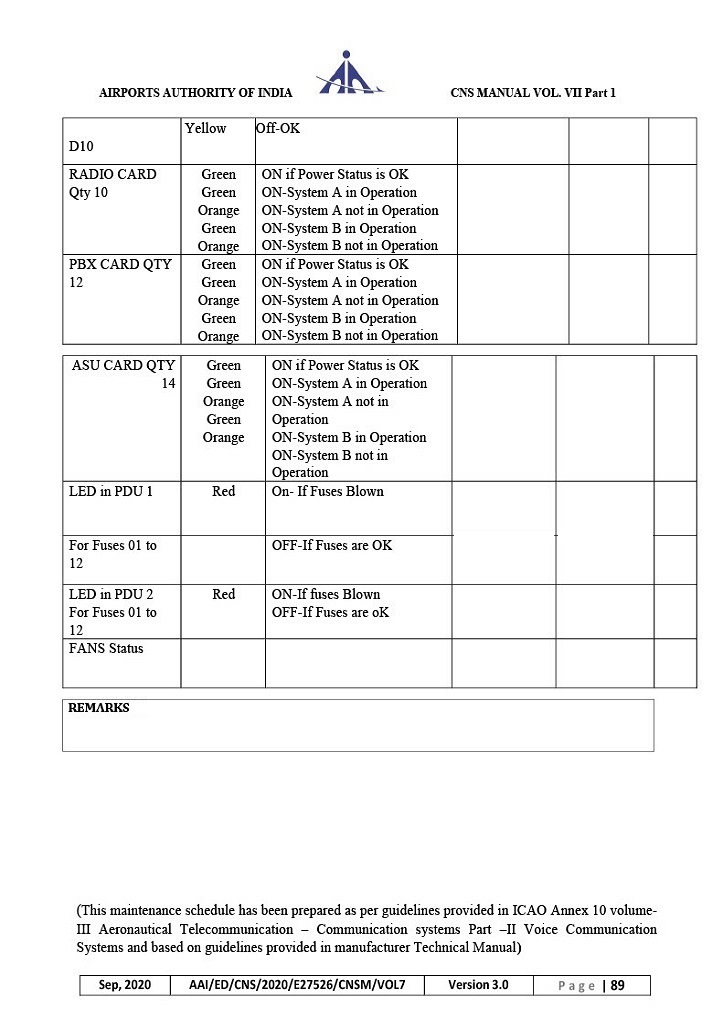 AIRPORTS AUTHORITY OF INDIA CNS MANUAL VOL. VII Part 1
Yellow Off-OK
D10
RADIO CARD Green ON if Power Status is OK
Qty 10 Green ON-System A in Operation
Orange ON-System A not in Operation
Green ON-System B in Operation
Orange ON-System B not in Operation
PBX CARD QTY Green ON if Power Status is OK
12 Green ON-System A in Operation
Orange ON-System A not in Operation
Green ON-System B in Operation
Orange ON-System B not in Operation
ASU CARD QTY Green ON if Power Status is OK
14 Green ON-System A in Operation
Orange ON-System A not in
Green Operation
Orange ON-System B in Operation
ON-System B not in
Operation
LED in PDU 1 Red On- If Fuses Blown
For Fuses 01 to OFF-If Fuses are OK
12
LED in PDU 2 Red ON-If fuses Blown
For Fuses 01 to OFF-If Fuses are oK
12
FANS Status
REMARKS
(This maintenance schedule has been prepared as per guidelines provided in ICAO Annex 10 volume-
III Aeronautical Telecommunication – Communication systems Part –II Voice Communication
Systems and based on guidelines provided in manufacturer Technical Manual)
Sep, 2020 AAI/ED/CNS/2020/E27526/CNSM/VOL7 Version 3.0 Page | 89